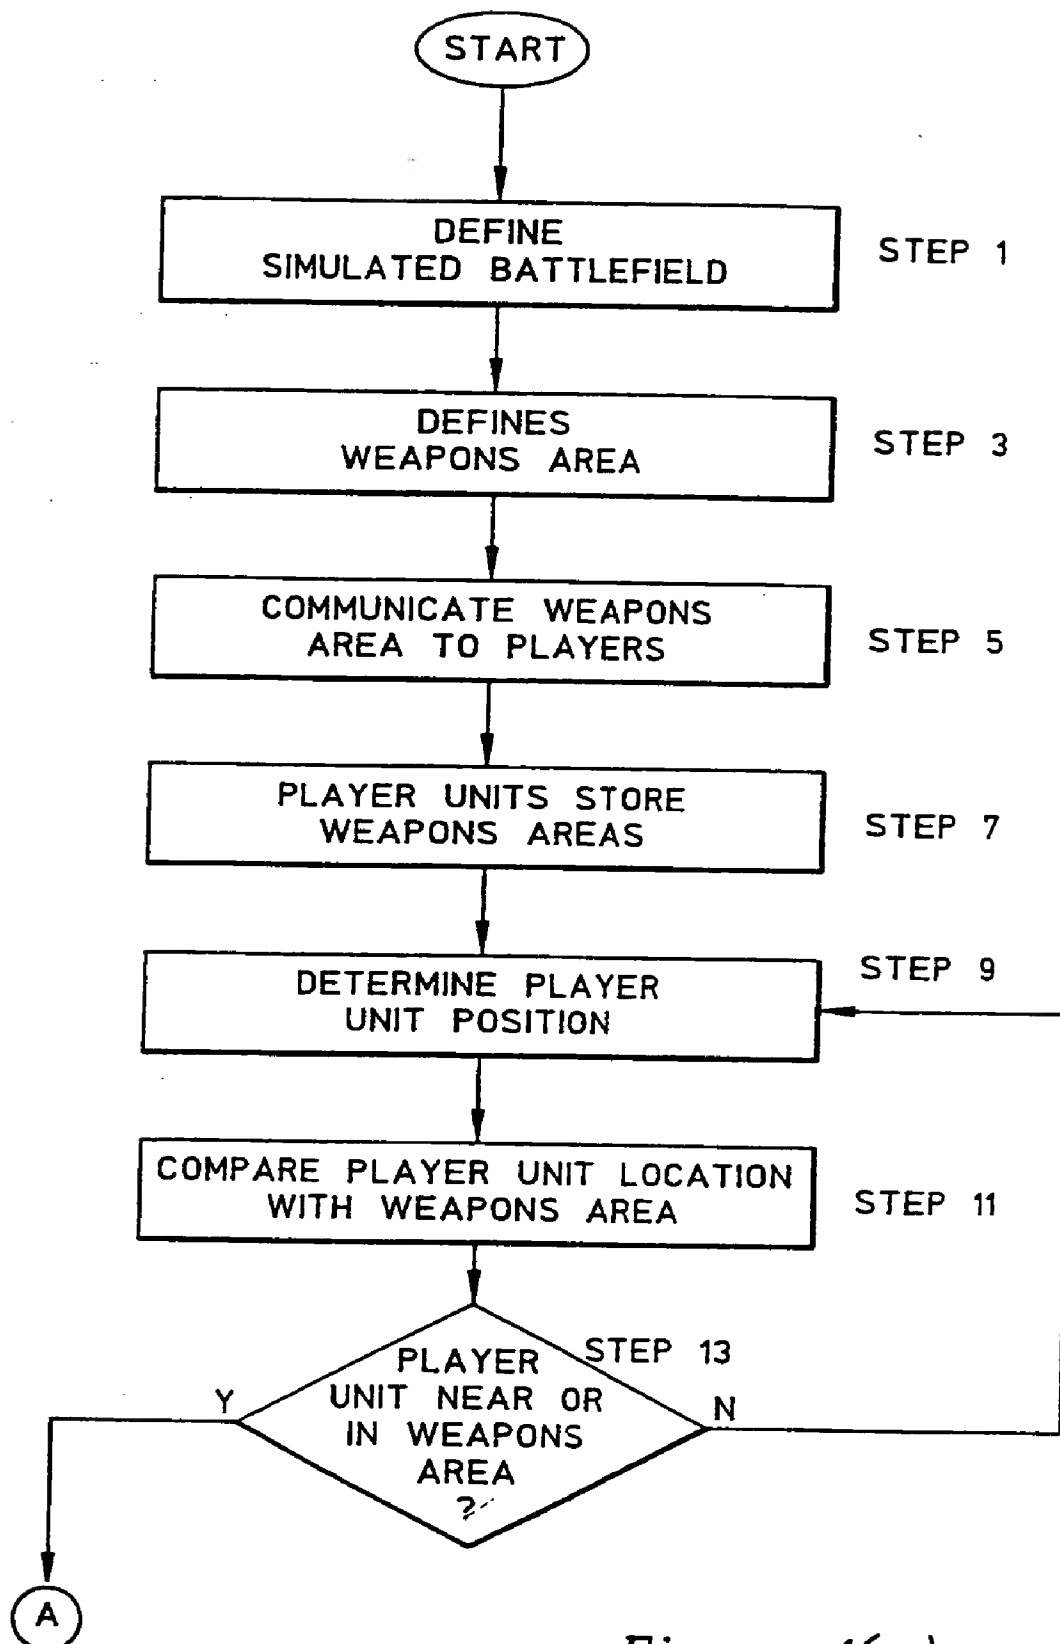 START
DEFINE
SIMULATED BATTLEFIELD
STEP 1
DEFINES
WEAPONS AREA
STEP 3
COMMUNICATE WEAPONS
AREA TO PLAYERS
STEP 5
PLAYER UNITS STORE
WEAPONS AREAS
STEP 7
DETERMINE PLAYER
UNIT POSITION
STEP 9
COMPARE PLAYER UNIT LOCATION
WITH WEAPONS AREA
STEP 11
STEP 13
PLAYER
UNIT NEAR OR
IN WEAPONS
AREA
?
Y
N
A